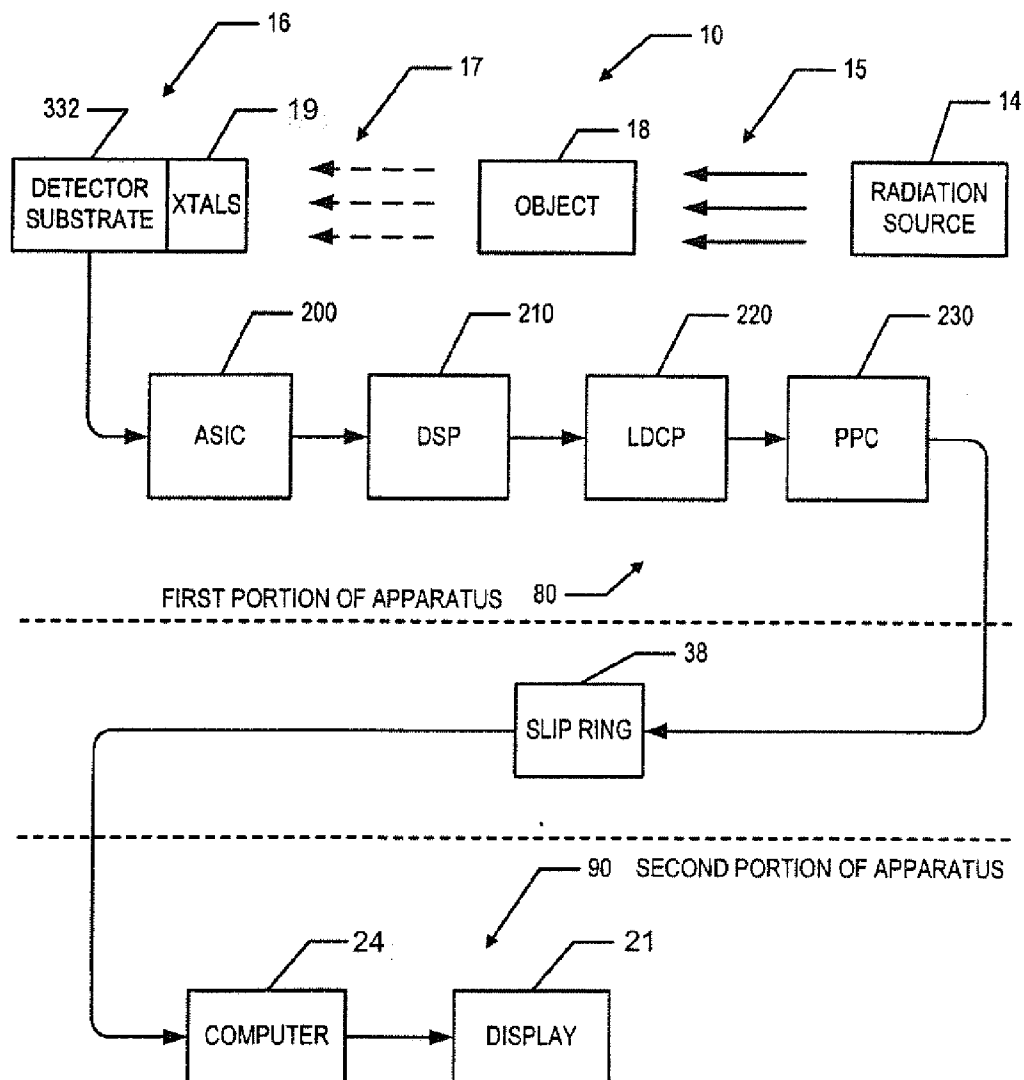 16
10
17
15
332
19
18
14
DETECTOR SUBSTRATE
XTALS
OBJECT
RADIATION SOURCE
200
210
220
230
ASIC
DSP
LDCP
PPC
FIRST PORTION OF APPARATUS
80
38
SLIP RING
90
SECOND PORTION OF APPARATUS
24
21
COMPUTER
DISPLAY